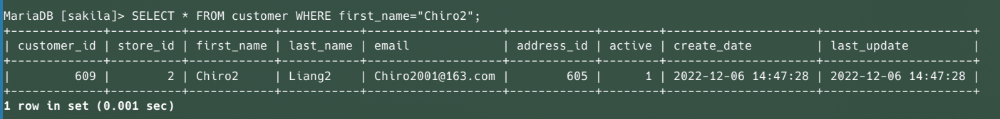 MariaDB [sakila]> SELECT * FROM customer WHERE first_name="Chiro2";
+-------------+----------+------------+-----------+-------------------+------------+--------+---------------------+---------------------+
| customer_id | store_id | first_name | last_name | email             | address_id | active | create_date         | last_update         |
+-------------+----------+------------+-----------+-------------------+------------+--------+---------------------+---------------------+
|         609 |        2 | Chiro2     | Liang2    | Chiro2001@163.com |        605 |      1 | 2022-12-06 14:47:28 | 2022-12-06 14:47:28 |
+-------------+----------+------------+-----------+-------------------+------------+--------+---------------------+---------------------+
1 row in set (0.001 sec)